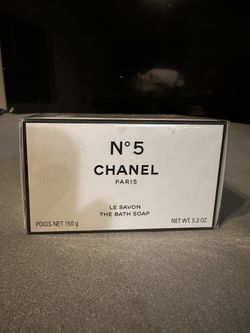 N°5
CHANEL
PARIS
LE SAVON
THE BATH SOAP
POIDS NET 150 g NET WT. 5.3 OZ.